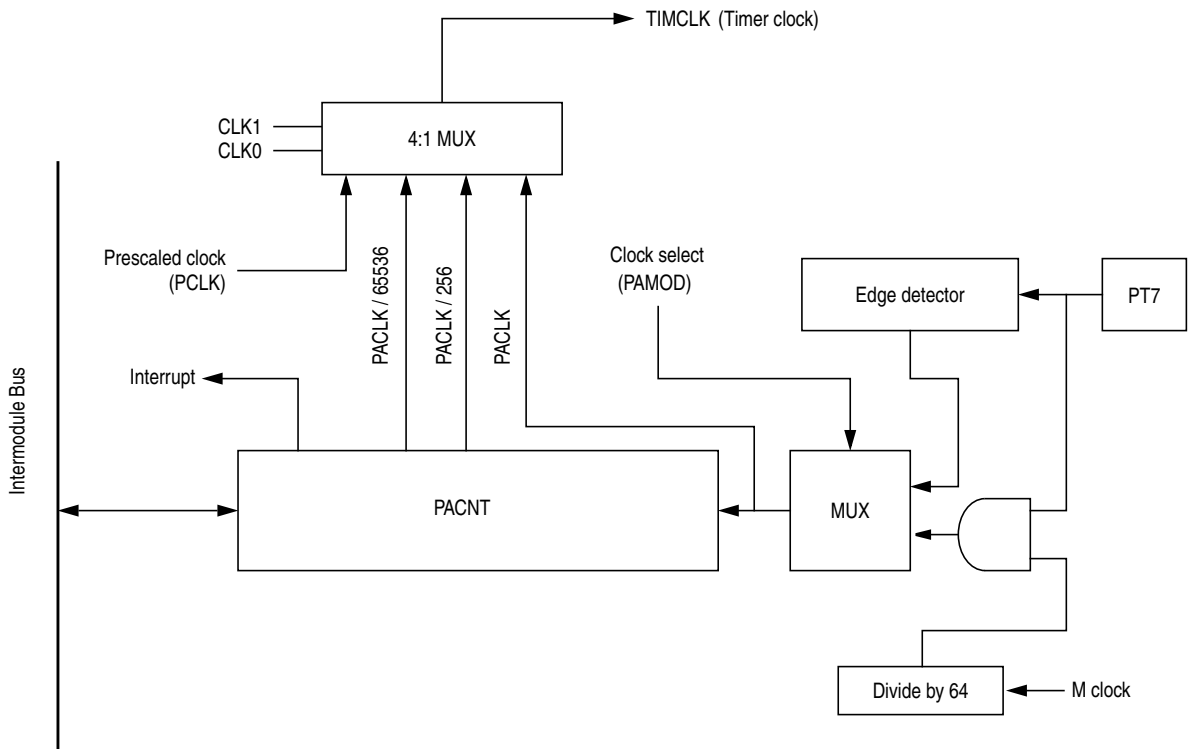 TIMCLK (Timer clock)
CLK1
CLK0
4:1 MUX
Prescaled clock
(PCLK)
PACLK / 65536
PACLK / 256
PACLK
Clock select
(PAMOD)
Edge detector
PT7
Interrupt
Intermodule Bus
PACNT
MUX
Divide by 64
M clock